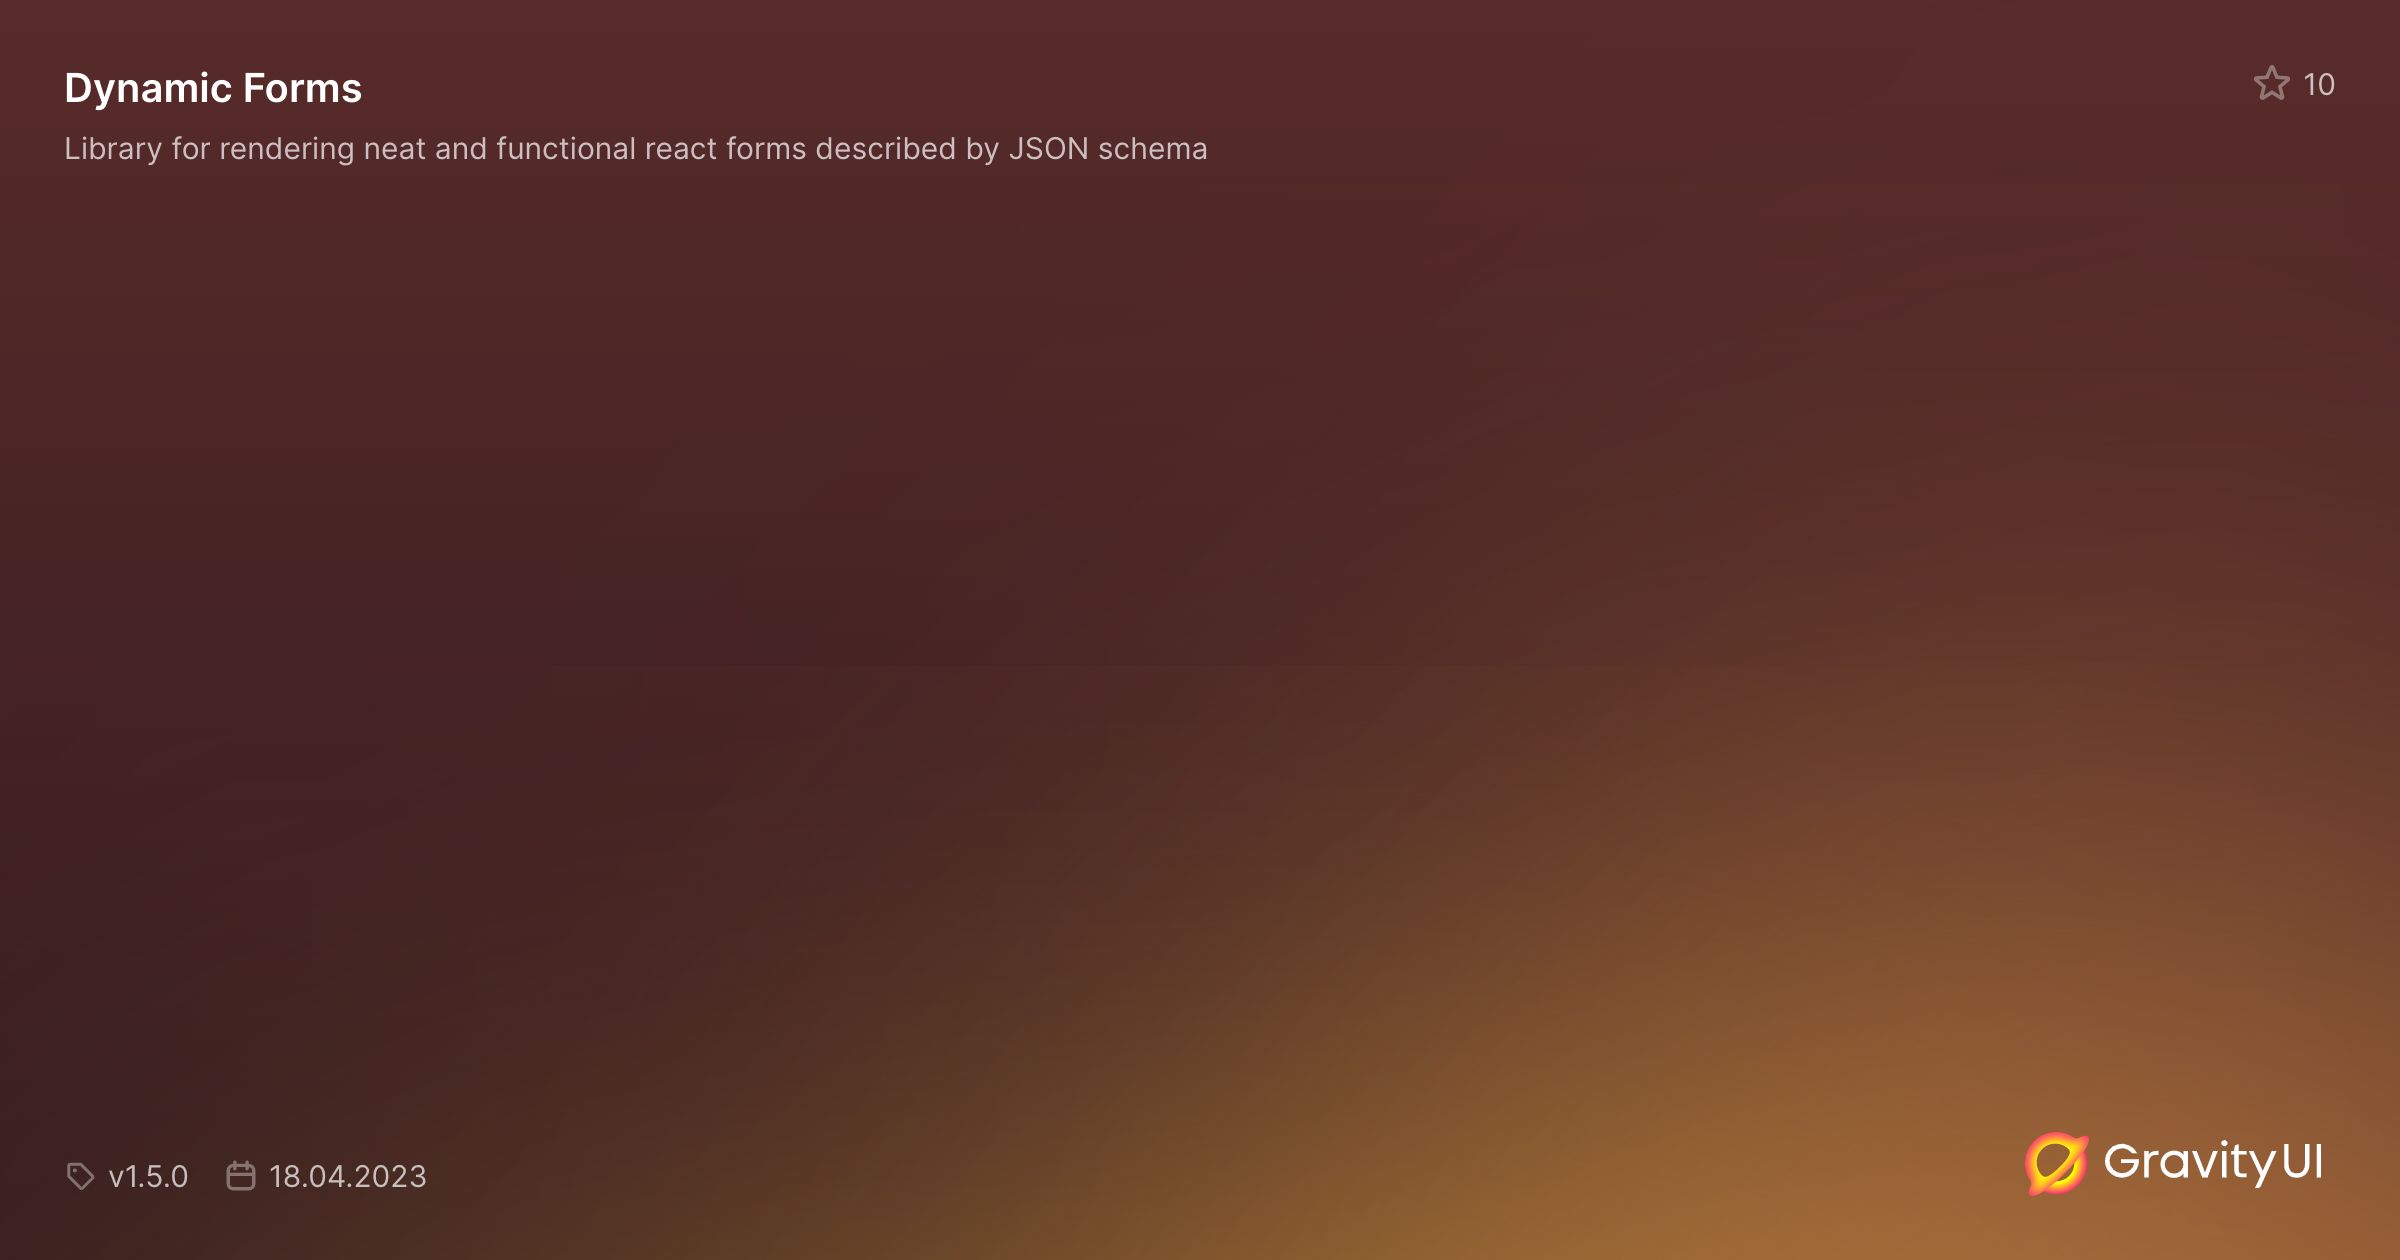 Dynamic Forms
10
Library for rendering neat and functional react forms described by JSON schema
v1.5.0
18.04.2023
Gravity UI